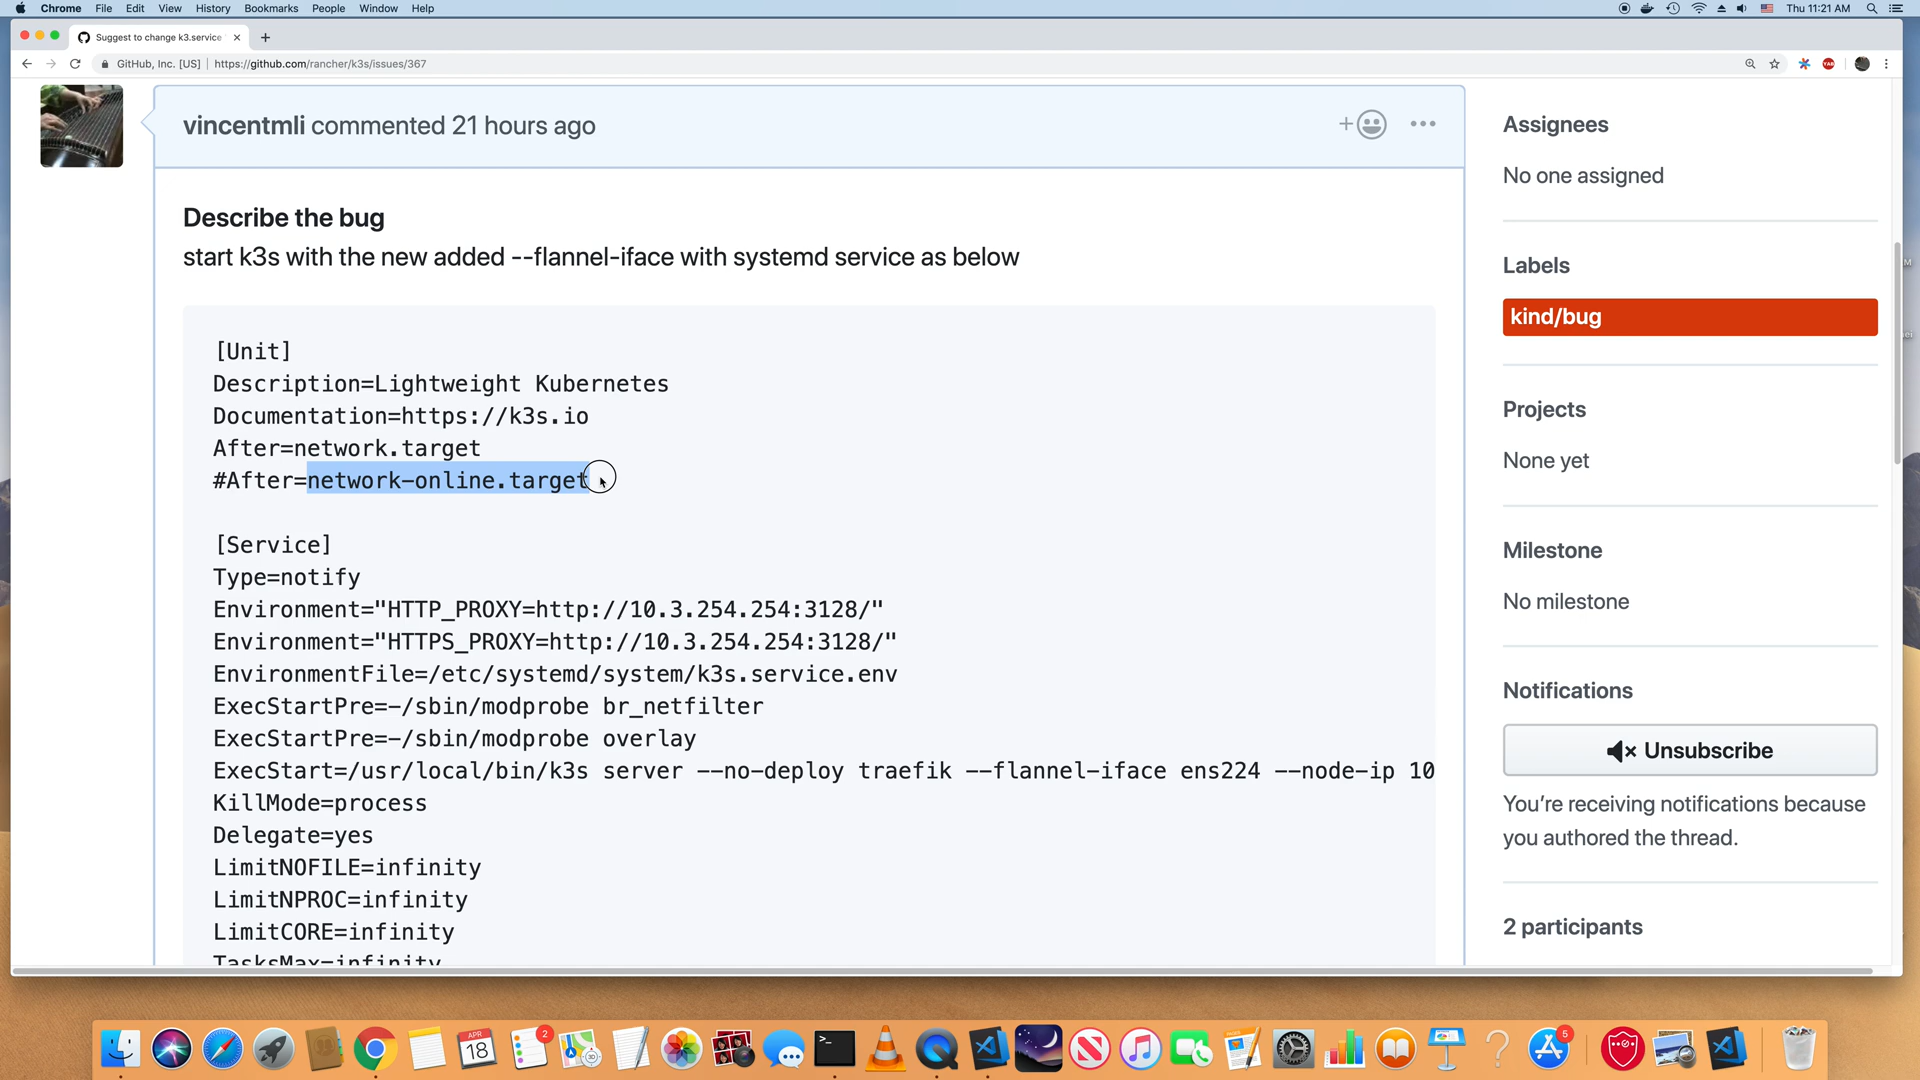 Chrome File Edit View History Bookmarks People Window Help
Thu 11:21 AM
Suggest to change k3.service
GitHub, Inc. [US] | https://github.com/rancher/k3s/issues/367
vincentmli commented 21 hours ago
Describe the bug
start k3s with the new added --flannel-iface with systemd service as below
[Unit]
Description=Lightweight Kubernetes
Documentation=https://k3s.io
After=network.target
#After=network-online.target
[Service]
Type=notify
Environment="HTTP_PROXY=http://10.3.254.254:3128/"
Environment="HTTPS_PROXY=http://10.3.254.254:3128/"
EnvironmentFile=/etc/systemd/system/k3s.service.env
ExecStartPre=-/sbin/modprobe br_netfilter
ExecStartPre=-/sbin/modprobe overlay
ExecStart=/usr/local/bin/k3s server --no-deploy traefik --flannel-iface ens224 --node-ip 10
KillMode=process
Delegate=yes
LimitNOFILE=infinity
LimitNPROC=infinity
LimitCORE=infinity
TasksMax=infinity
Assignees
No one assigned
Labels
kind/bug
Projects
None yet
Milestone
No milestone
Notifications
Unsubscribe
You're receiving notifications because
you authored the thread.
2 participants
APR
18
2
5